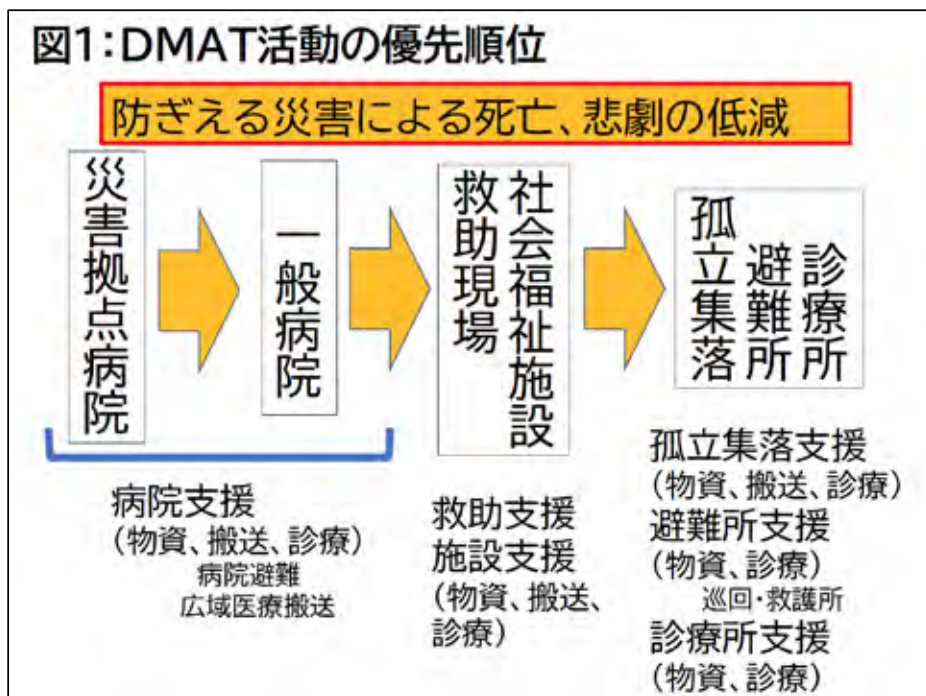 図1:DMAT活動の優先順位
防ぎえる災害による死亡、悲劇の低減
災害拠点病院
一般病院
社会福祉施設
救助現場
診療所
避難所
孤立集落
病院支援
(物資、搬送、診療)
病院避難
広域医療搬送
救助支援
施設支援
(物資、搬送、
診療)
孤立集落支援
(物資、搬送、診療)
避難所支援
(物資、診療)
巡回・救護所
診療所支援
(物資、診療)